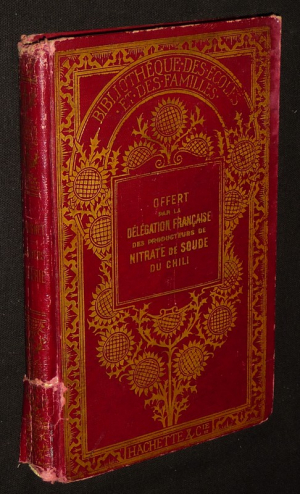 BIBLIOTHÈQUE·DES·ÉCOLES
ET·DES·FAMILLES
OFFERT
PAR LA
DÉLÉGATION FRANÇAISE
DES PRODUCTEURS DE
NITRATE DE SOUDE
DU CHILI
HACHETTE & Cie